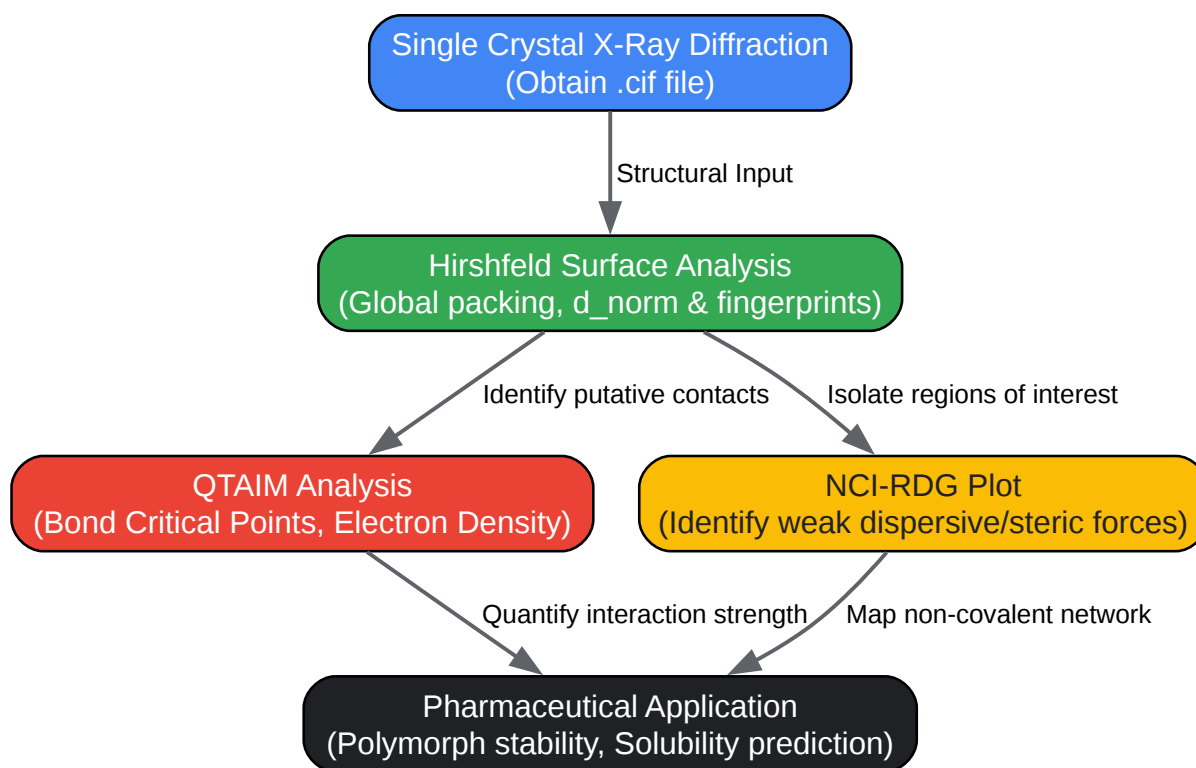 Single Crystal X-Ray Diffraction
(Obtain .cif file)
Structural Input
Hirshfeld Surface Analysis
(Global packing, d_norm & fingerprints)
Identify putative contacts
Isolate regions of interest
QTAIM Analysis
(Bond Critical Points, Electron Density)
NCI-RDG Plot
(Identify weak dispersive/steric forces)
Quantify interaction strength
Map non-covalent network
Pharmaceutical Application
(Polymorph stability, Solubility prediction)